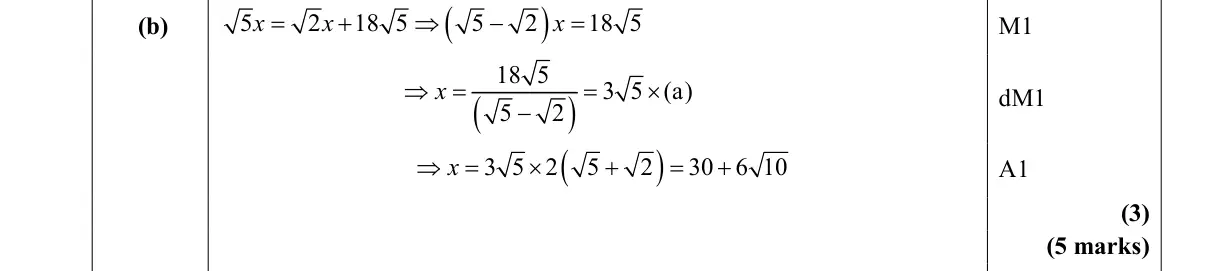 (b) √5x = √2x + 18√5 ⇒ (√5 − √2)x = 18√5 M1
⇒ x = 18√5 / (√5 − √2) = 3√5 × (a) dM1
⇒ x = 3√5 × 2(√5 + √2) = 30 + 6√10 A1
(3)
(5 marks)